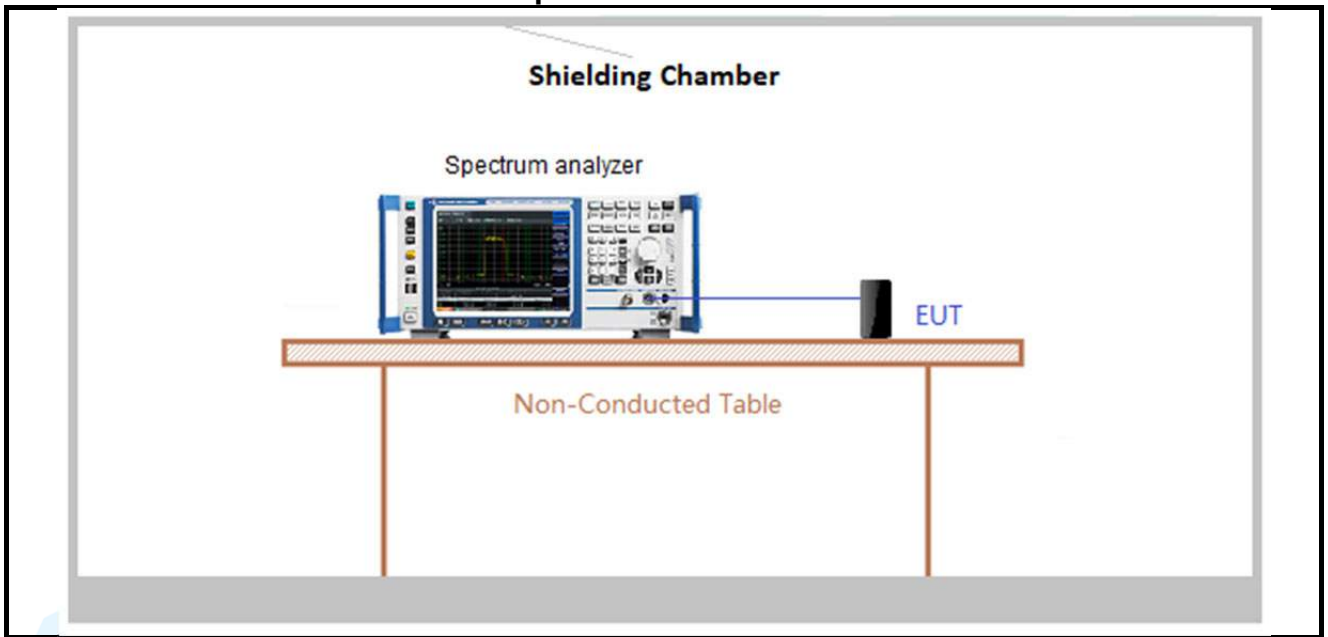 Shielding Chamber
Spectrum analyzer
EUT
Non-Conducted Table